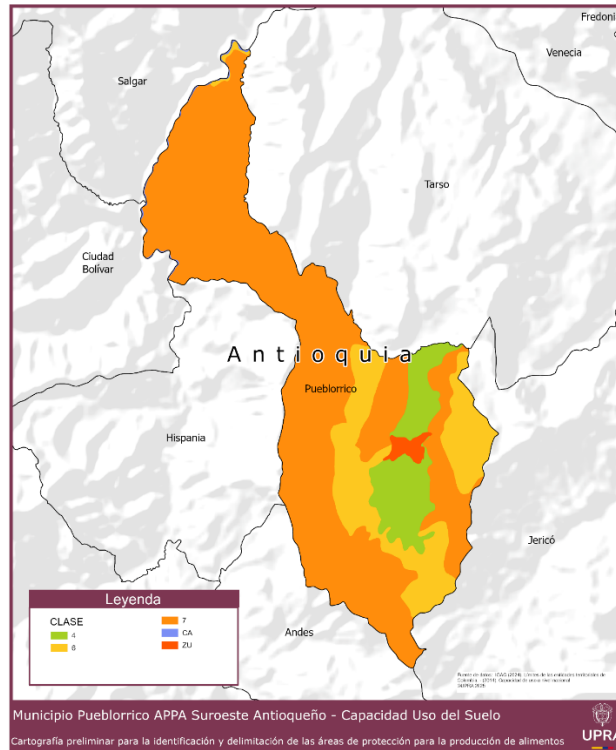 Fredonia
Venecia
Salgar
Tarso
Ciudad
Bolívar
Antioquia
Pueblorrico
Hispania
Jericó
Andes
Leyenda
CLASE
4
6
7
CA
ZU
Municipio Pueblorrico APPA Suroeste Antioqueño - Capacidad Uso del Suelo
Cartografía preliminar para la identificación y delimitación de las áreas de protección para la producción de alimentos
UPRA